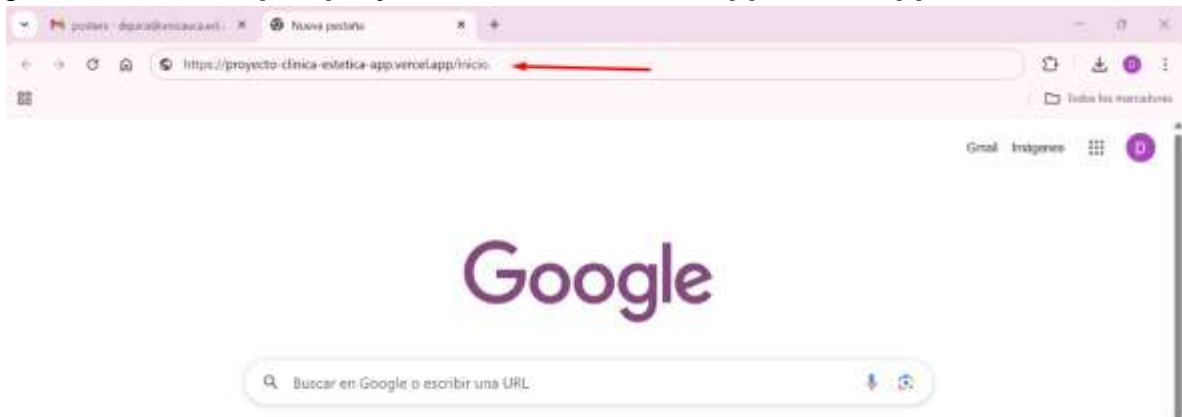 Nueva pestaña
https://proyecto-clinica-estetica-app.vercel.app/inicio
Todos los marcadores
Gmail Imágenes
D
Google
Buscar en Google o escribir una URL